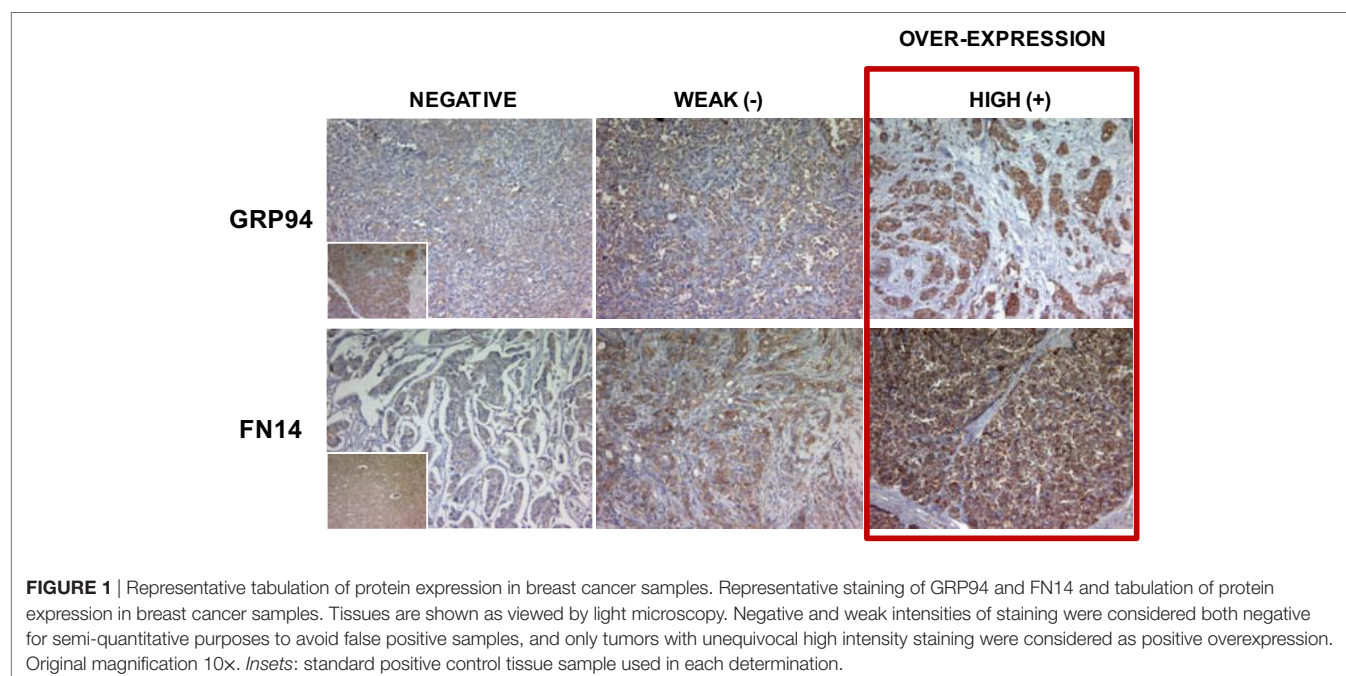 OVER-EXPRESSION
NEGATIVE WEAK (-) HIGH (+)
GRP94
FN14
FIGURE 1 | Representative tabulation of protein expression in breast cancer samples. Representative staining of GRP94 and FN14 and tabulation of protein
expression in breast cancer samples. Tissues are shown as viewed by light microscopy. Negative and weak intensities of staining were considered both negative
for semi-quantitative purposes to avoid false positive samples, and only tumors with unequivocal high intensity staining were considered as positive overexpression.
Original magnification 10×. Insets: standard positive control tissue sample used in each determination.